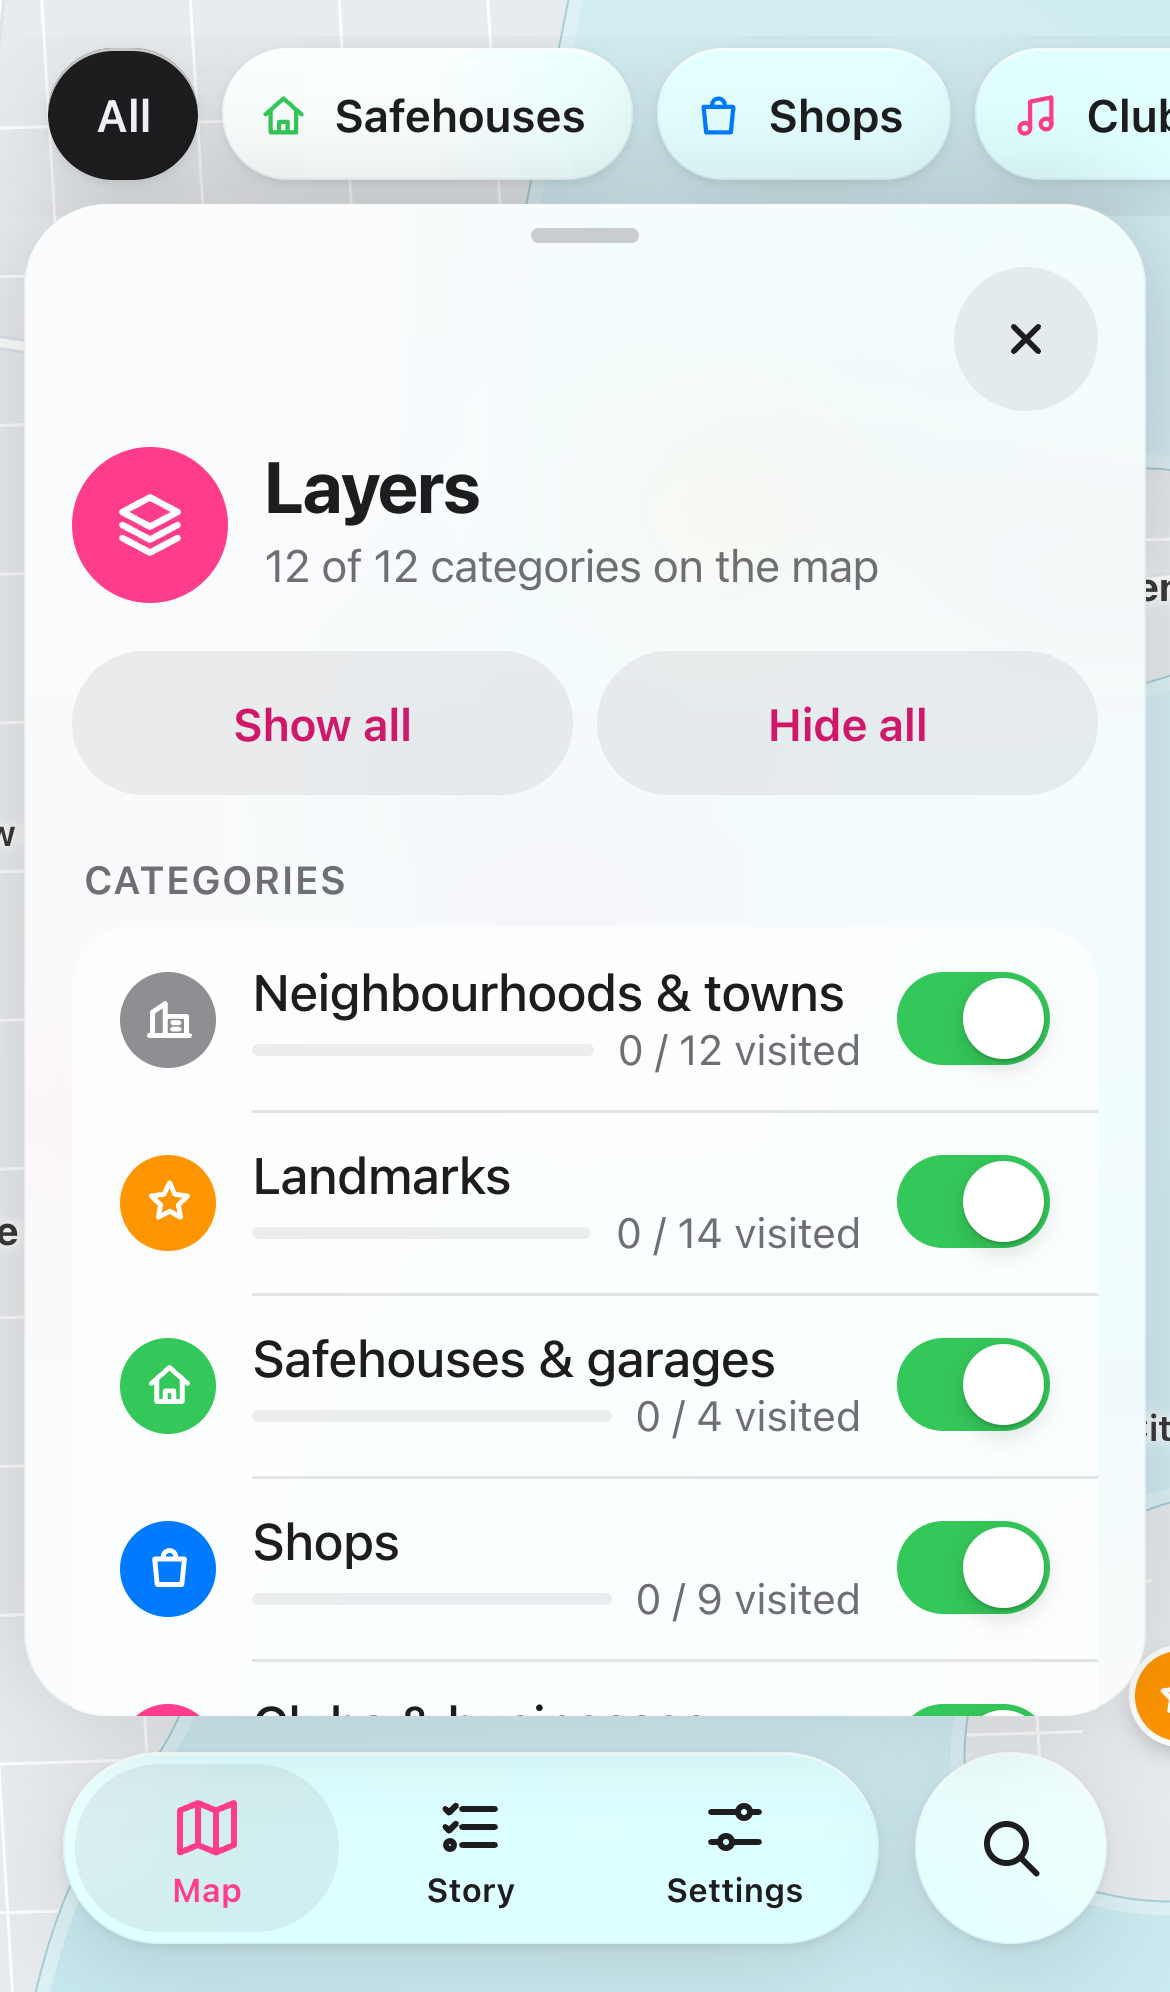 All
Safehouses
Shops
Layers
12 of 12 categories on the map
Show all
Hide all
CATEGORIES
Neighbourhoods & towns
0 / 12 visited
Landmarks
0 / 14 visited
Safehouses & garages
0 / 4 visited
Shops
0 / 9 visited
Map
Story
Settings